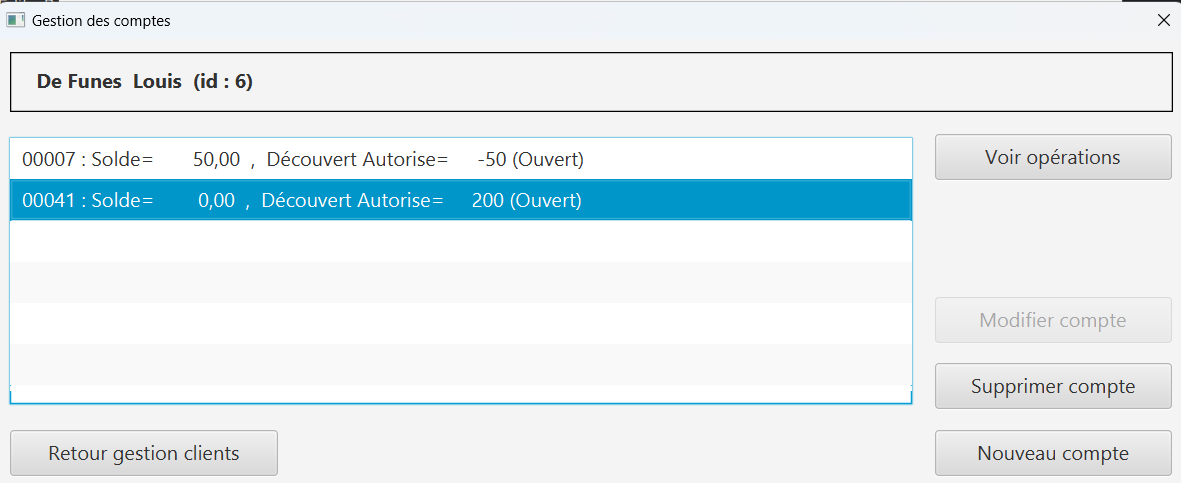 Gestion des comptes
De Funes Louis (id : 6)
00007 : Solde= 50,00 , Découvert Autorise= -50 (Ouvert)
00041 : Solde= 0,00 , Découvert Autorise= 200 (Ouvert)
Voir opérations
Modifier compte
Supprimer compte
Retour gestion clients
Nouveau compte